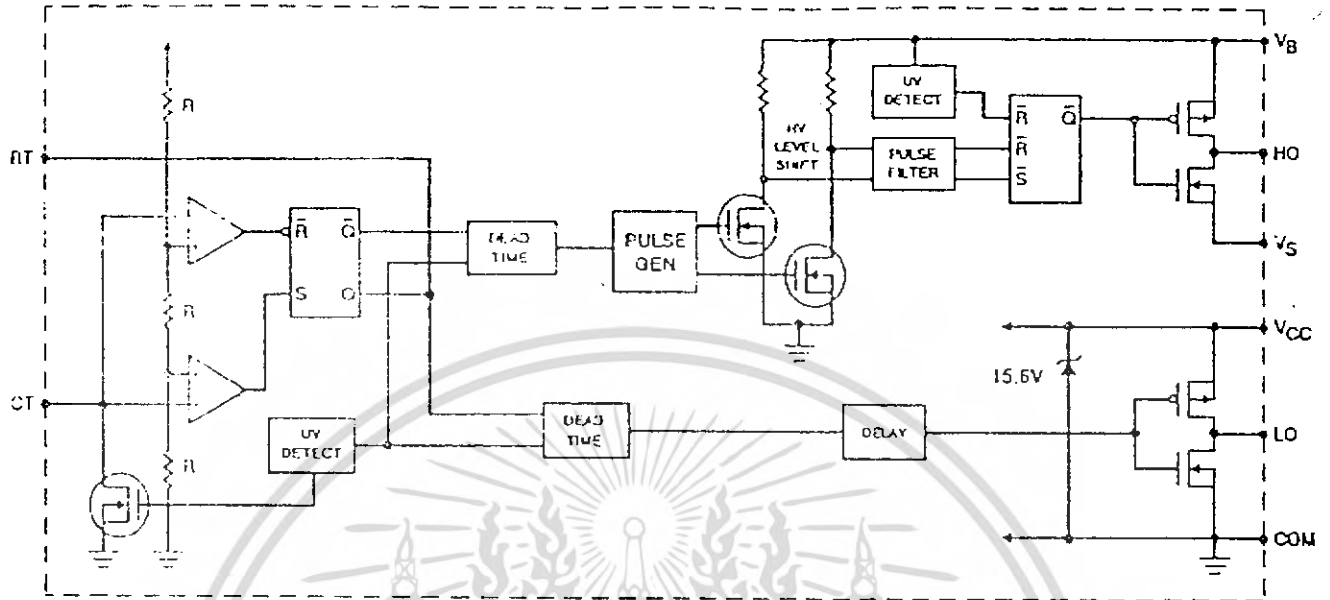 V_B
R
UV
DETECT
R̅
Q̅
RT
HV
LEVEL
SHIFT
PULSE
FILTER
R̅
S̅
HO
R̅
Q̅
DEAD
TIME
PULSE
GEN
V_S
R
S
Q
V_CC
15.6V
CT
UV
DETECT
DEAD
TIME
DELAY
LO
R
COM